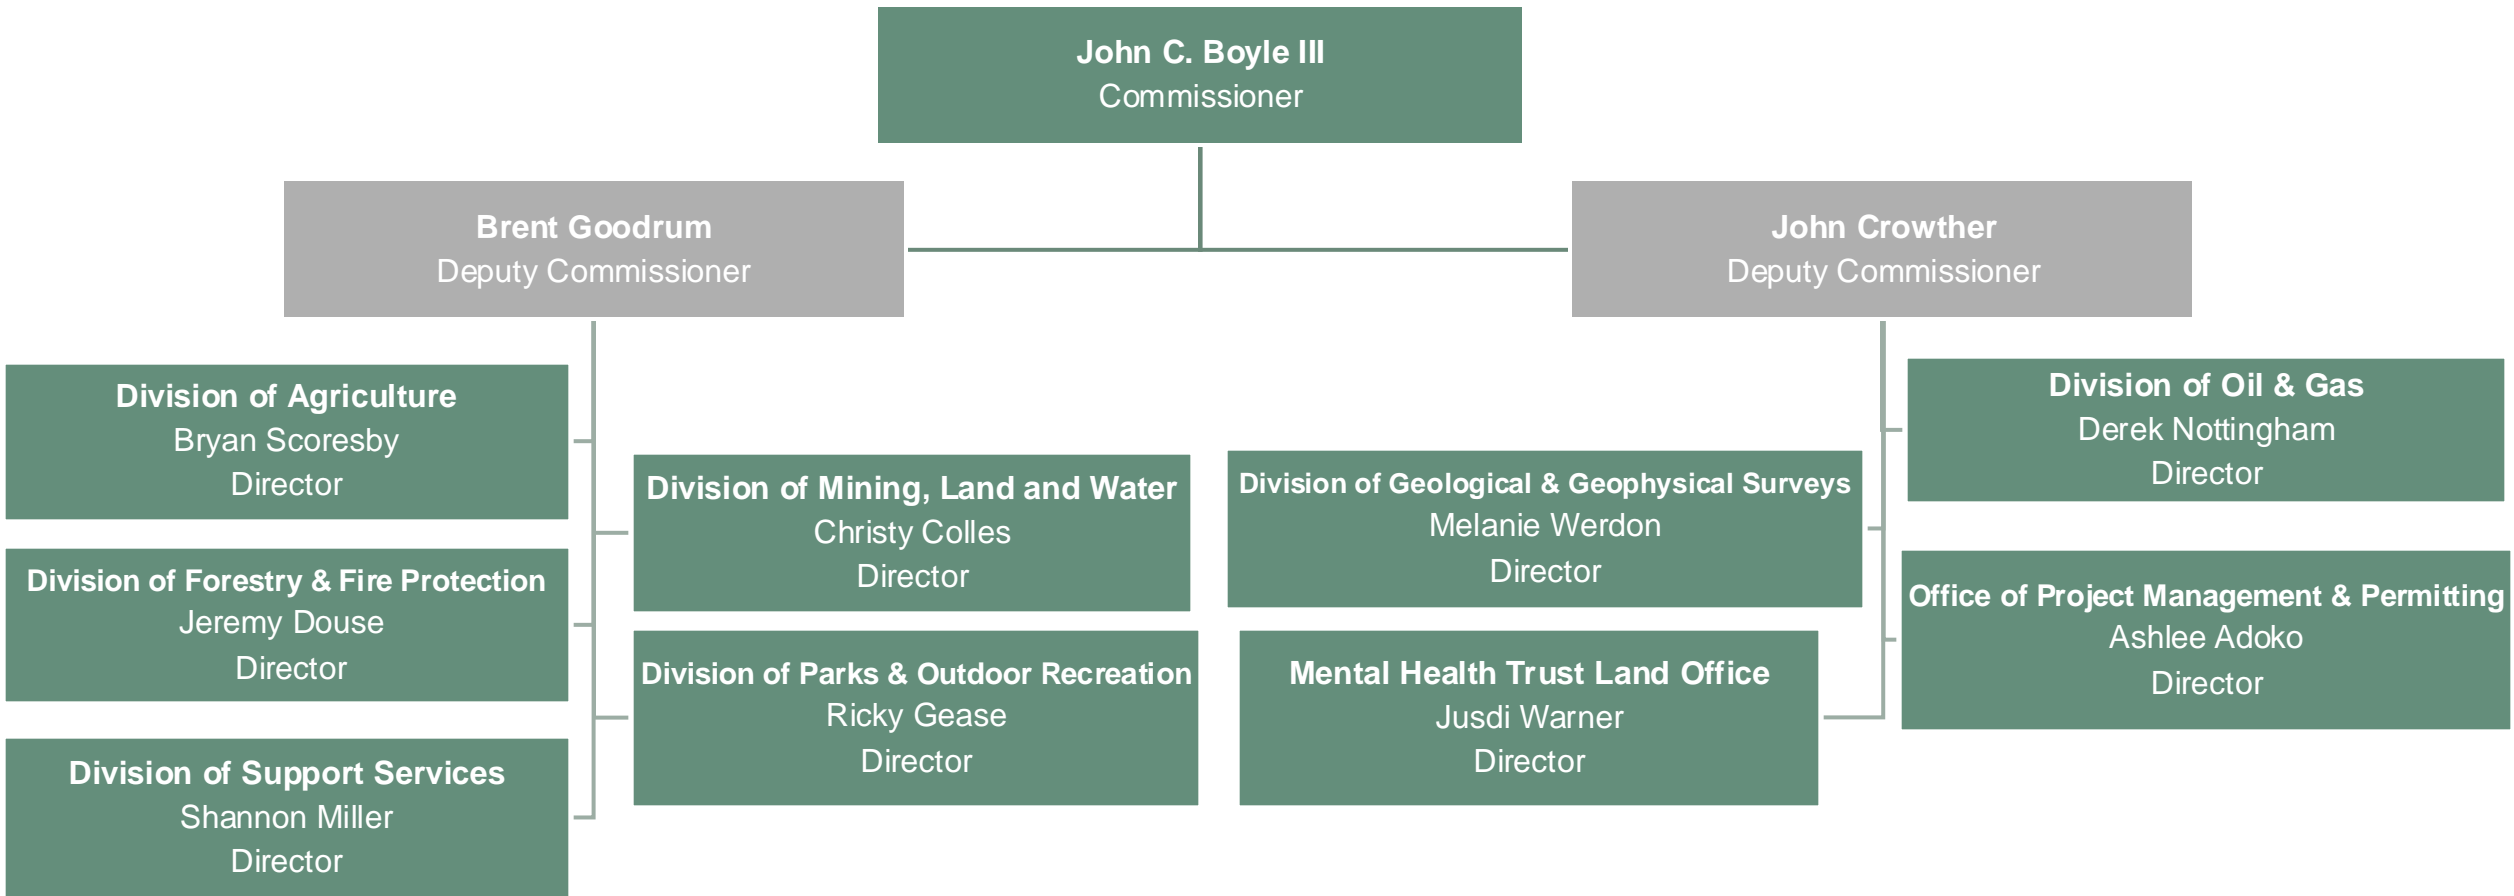 John C. Boyle III
Commissioner
Brent Goodrum
Deputy Commissioner
John Crowther
Deputy Commissioner
Division of Agriculture
Bryan Scoresby
Director
Division of Mining, Land and Water
Christy Colles
Director
Division of Forestry & Fire Protection
Jeremy Douse
Director
Division of Parks & Outdoor Recreation
Ricky Gease
Director
Division of Support Services
Shannon Miller
Director
Division of Oil & Gas
Derek Nottingham
Director
Division of Geological & Geophysical Surveys
Melanie Werdon
Director
Office of Project Management & Permitting
Ashlee Adoko
Director
Mental Health Trust Land Office
Jusdi Warner
Director